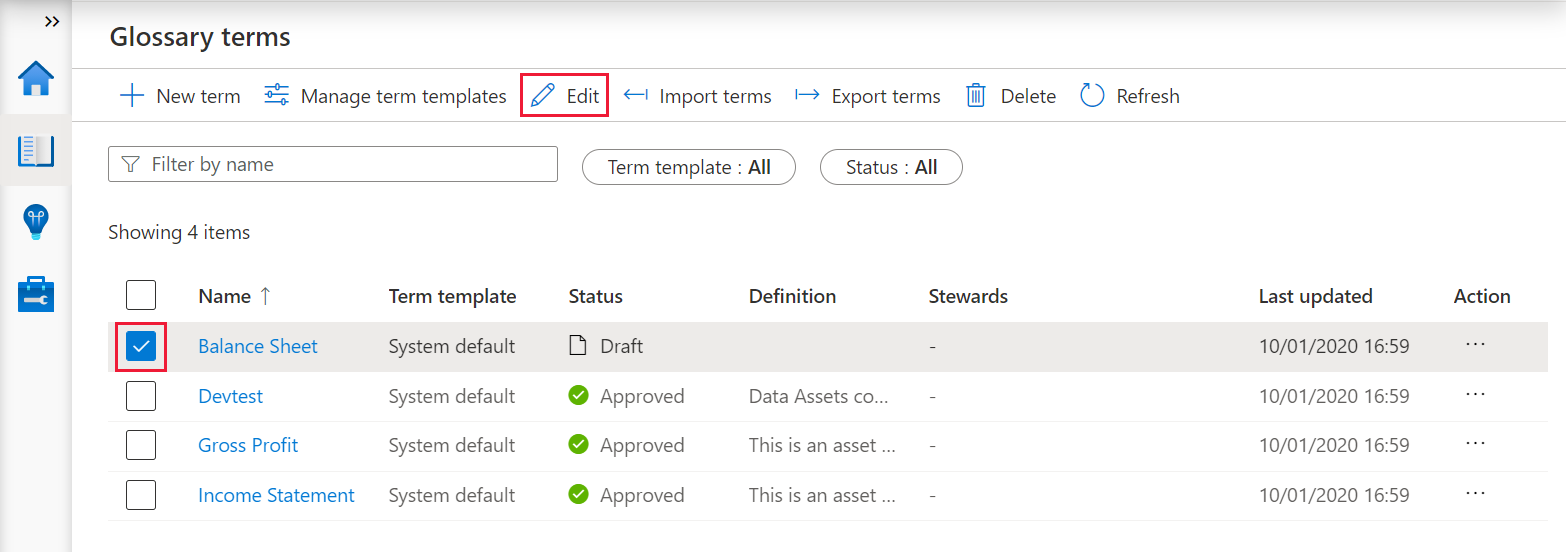 Glossary terms
New term Manage term templates Edit Import terms Export terms Delete Refresh
Filter by name Term template : All Status : All
Showing 4 items
Name ↑ Term template Status Definition Stewards Last updated Action
Balance Sheet System default Draft - 10/01/2020 16:59 ...
Devtest System default Approved Data Assets co... - 10/01/2020 16:59 ...
Gross Profit System default Approved This is an asset ... - 10/01/2020 16:59 ...
Income Statement System default Approved This is an asset ... - 10/01/2020 16:59 ...